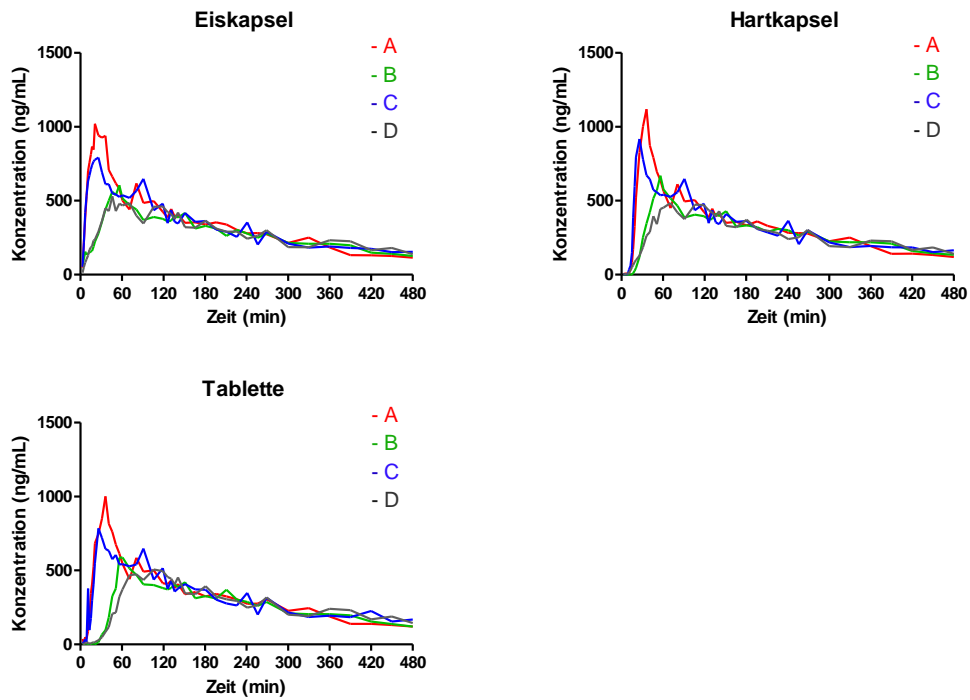 Eiskapsel
Konzentration (ng/mL)
1500
1000
500
0
0 60 120 180 240 300 360 420 480
Zeit (min)
- A
- B
- C
- D
Hartkapsel
Konzentration (ng/mL)
1500
1000
500
0
0 60 120 180 240 300 360 420 480
Zeit (min)
- A
- B
- C
- D
Tablette
Konzentration (ng/mL)
1500
1000
500
0
0 60 120 180 240 300 360 420 480
Zeit (min)
- A
- B
- C
- D